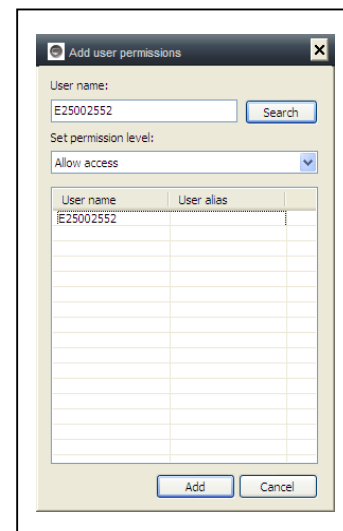 Add user permissions
User name:
E25002552 Search
Set permission level:
Allow access
User name User alias
E25002552
Add Cancel